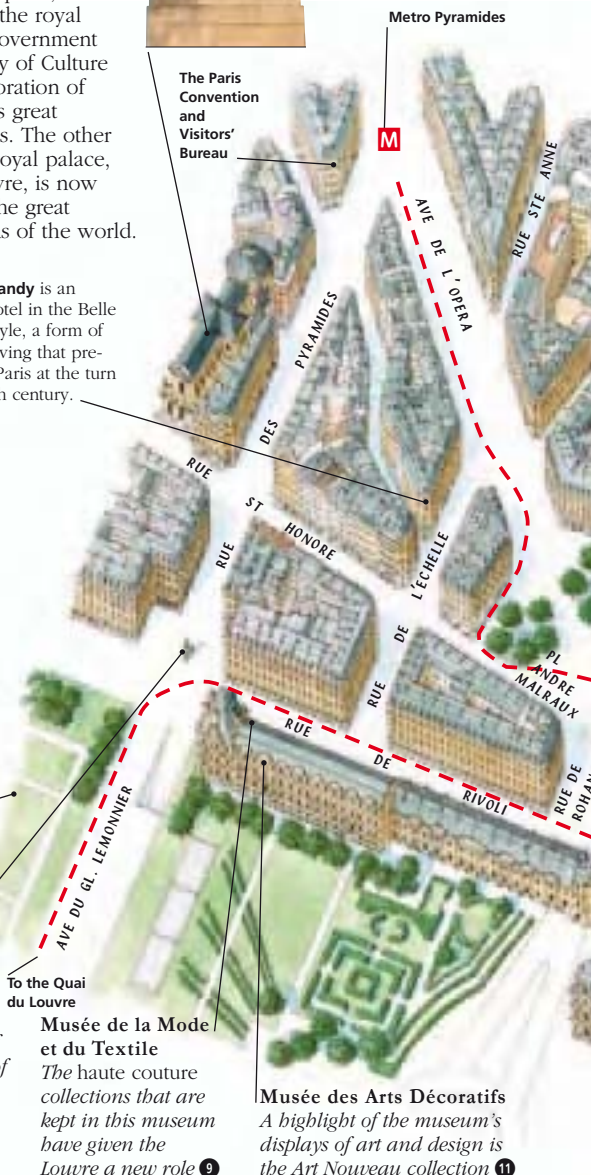 the royal
overnment
y of Culture
oration of
s great
s. The other
oyal palace,
vre, is now
he great
s of the world.
andy is an
otel in the Belle
yle, a form of
ving that pre-
Paris at the turn
n century.
Metro Pyramides
The Paris
Convention
and
Visitors'
Bureau
M
AVE DE L'OPERA
RUE STE ANNE
RUE DES PYRAMIDES
RUE ST HONORE
RUE DE L'ECHELLE
PL
ANDRE
MALRAUX
RUE DE RIVOLI
RUE DE
ROHAN
AVE DU GL. LEMONNIER
To the Quai
du Louvre
Musée de la Mode
et du Textile
The haute couture
collections that are
kept in this museum
have given the
Louvre a new role 9
Musée des Arts Décoratifs
A highlight of the museum's
displays of art and design is
the Art Nouveau collection 11